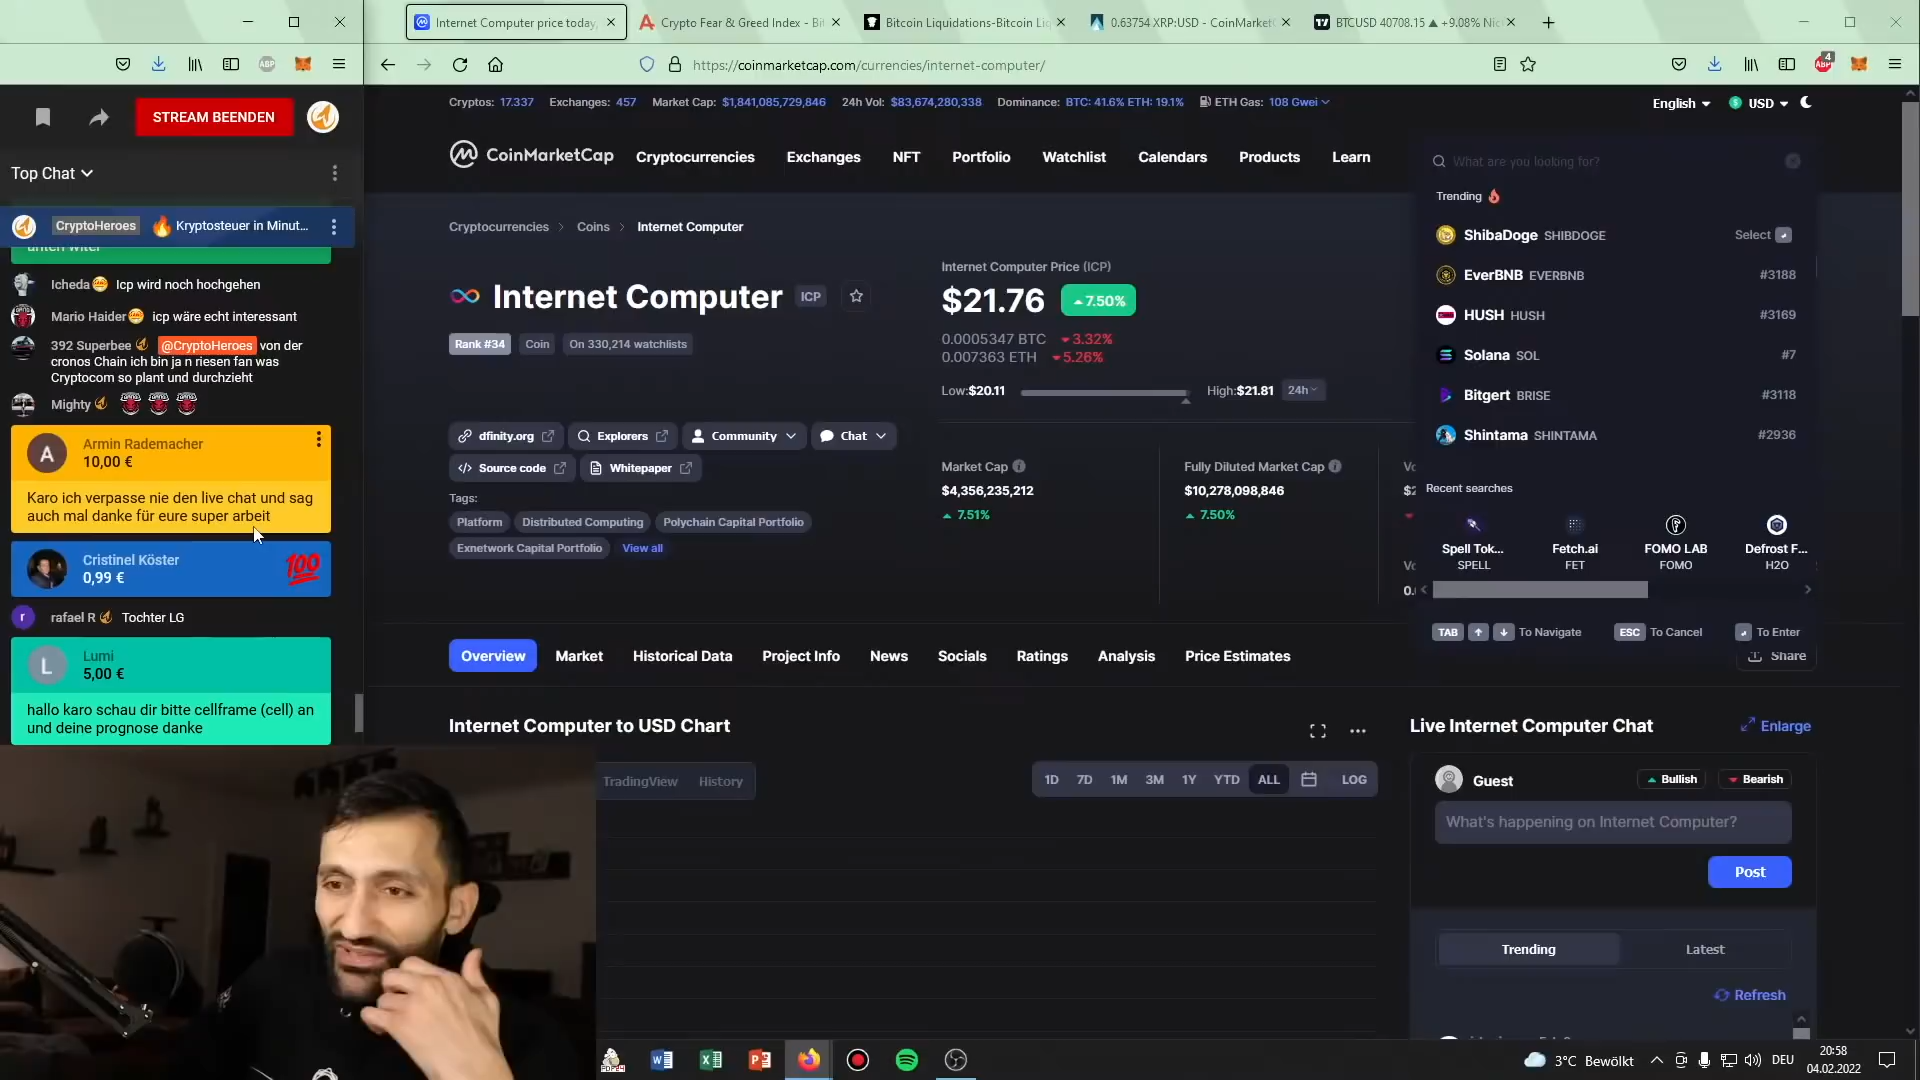 Internet Computer price today,
Crypto Fear & Greed Index - Bit
Bitcoin Liquidations-Bitcoin Liq
0.63754 XRP:USD - CoinMarketC
BTCUSD 40708.15 ▲ +9.08% Nic
https://coinmarketcap.com/currencies/internet-computer/
ABP
4
STREAM BEENDEN
Top Chat
CryptoHeroes 🔥 Kryptosteuer in Minut...
Icheda😁 Icp wird noch hochgehen
Mario Haider😁 icp wäre echt interessant
392 Superbee @CryptoHeroes von der
cronos Chain ich bin ja n riesen fan was
Cryptocom so plant und durchzieht
Mighty
Armin Rademacher
10,00 €
Karo ich verpasse nie den live chat und sag
auch mal danke für eure super arbeit
Cristinel Köster
0,99 €
💯
rafael R Tochter LG
Lumi
5,00 €
hallo karo schau dir bitte cellframe (cell) an
und deine prognose danke
Cryptos: 17.337 Exchanges: 457 Market Cap: $1,841,085,729,846 24h Vol: $83,674,280,338 Dominance: BTC: 41.6% ETH: 19.1% ETH Gas: 108 Gwei
English USD
CoinMarketCap Cryptocurrencies Exchanges NFT Portfolio Watchlist Calendars Products Learn
Cryptocurrencies > Coins > Internet Computer
Internet Computer ICP
Rank #34 Coin On 330,214 watchlists
dfinity.org Explorers Community Chat
Source code Whitepaper
Tags:
Platform Distributed Computing Polychain Capital Portfolio
Exnetwork Capital Portfolio View all
Internet Computer Price (ICP)
$21.76 7.50%
0.0005347 BTC 3.32%
0.007363 ETH 5.26%
Low:$20.11 High:$21.81 24h
Market Cap
$4,356,235,212
7.51%
Fully Diluted Market Cap
$10,278,098,846
7.50%
What are you looking for?
Trending 🔥
ShibaDoge SHIBDOGE Select
EverBNB EVERBNB #3188
HUSH HUSH #3169
Solana SOL #7
Bitgert BRISE #3118
Shintama SHINTAMA #2936
Recent searches
Spell Tok... Fetch.ai FOMO LAB Defrost F...
SPELL FET FOMO H2O
TAB To Navigate ESC To Cancel To Enter
Share
Overview Market Historical Data Project Info News Socials Ratings Analysis Price Estimates
Internet Computer to USD Chart
TradingView History
1D 7D 1M 3M 1Y YTD ALL LOG
Live Internet Computer Chat Enlarge
Guest Bullish Bearish
What's happening on Internet Computer?
Post
Trending Latest
Refresh
3°C Bewölkt DEU
20:58
04.02.2022